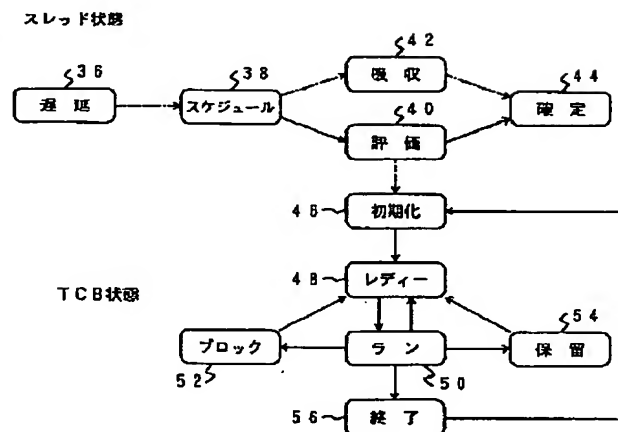 スレッド状態
36
38
42
44
遅延
スケジュール
吸収
確定
40
評価
46
初期化
48
レディー
TCB状態
54
ブロック
ラン
保留
52
50
56
終了